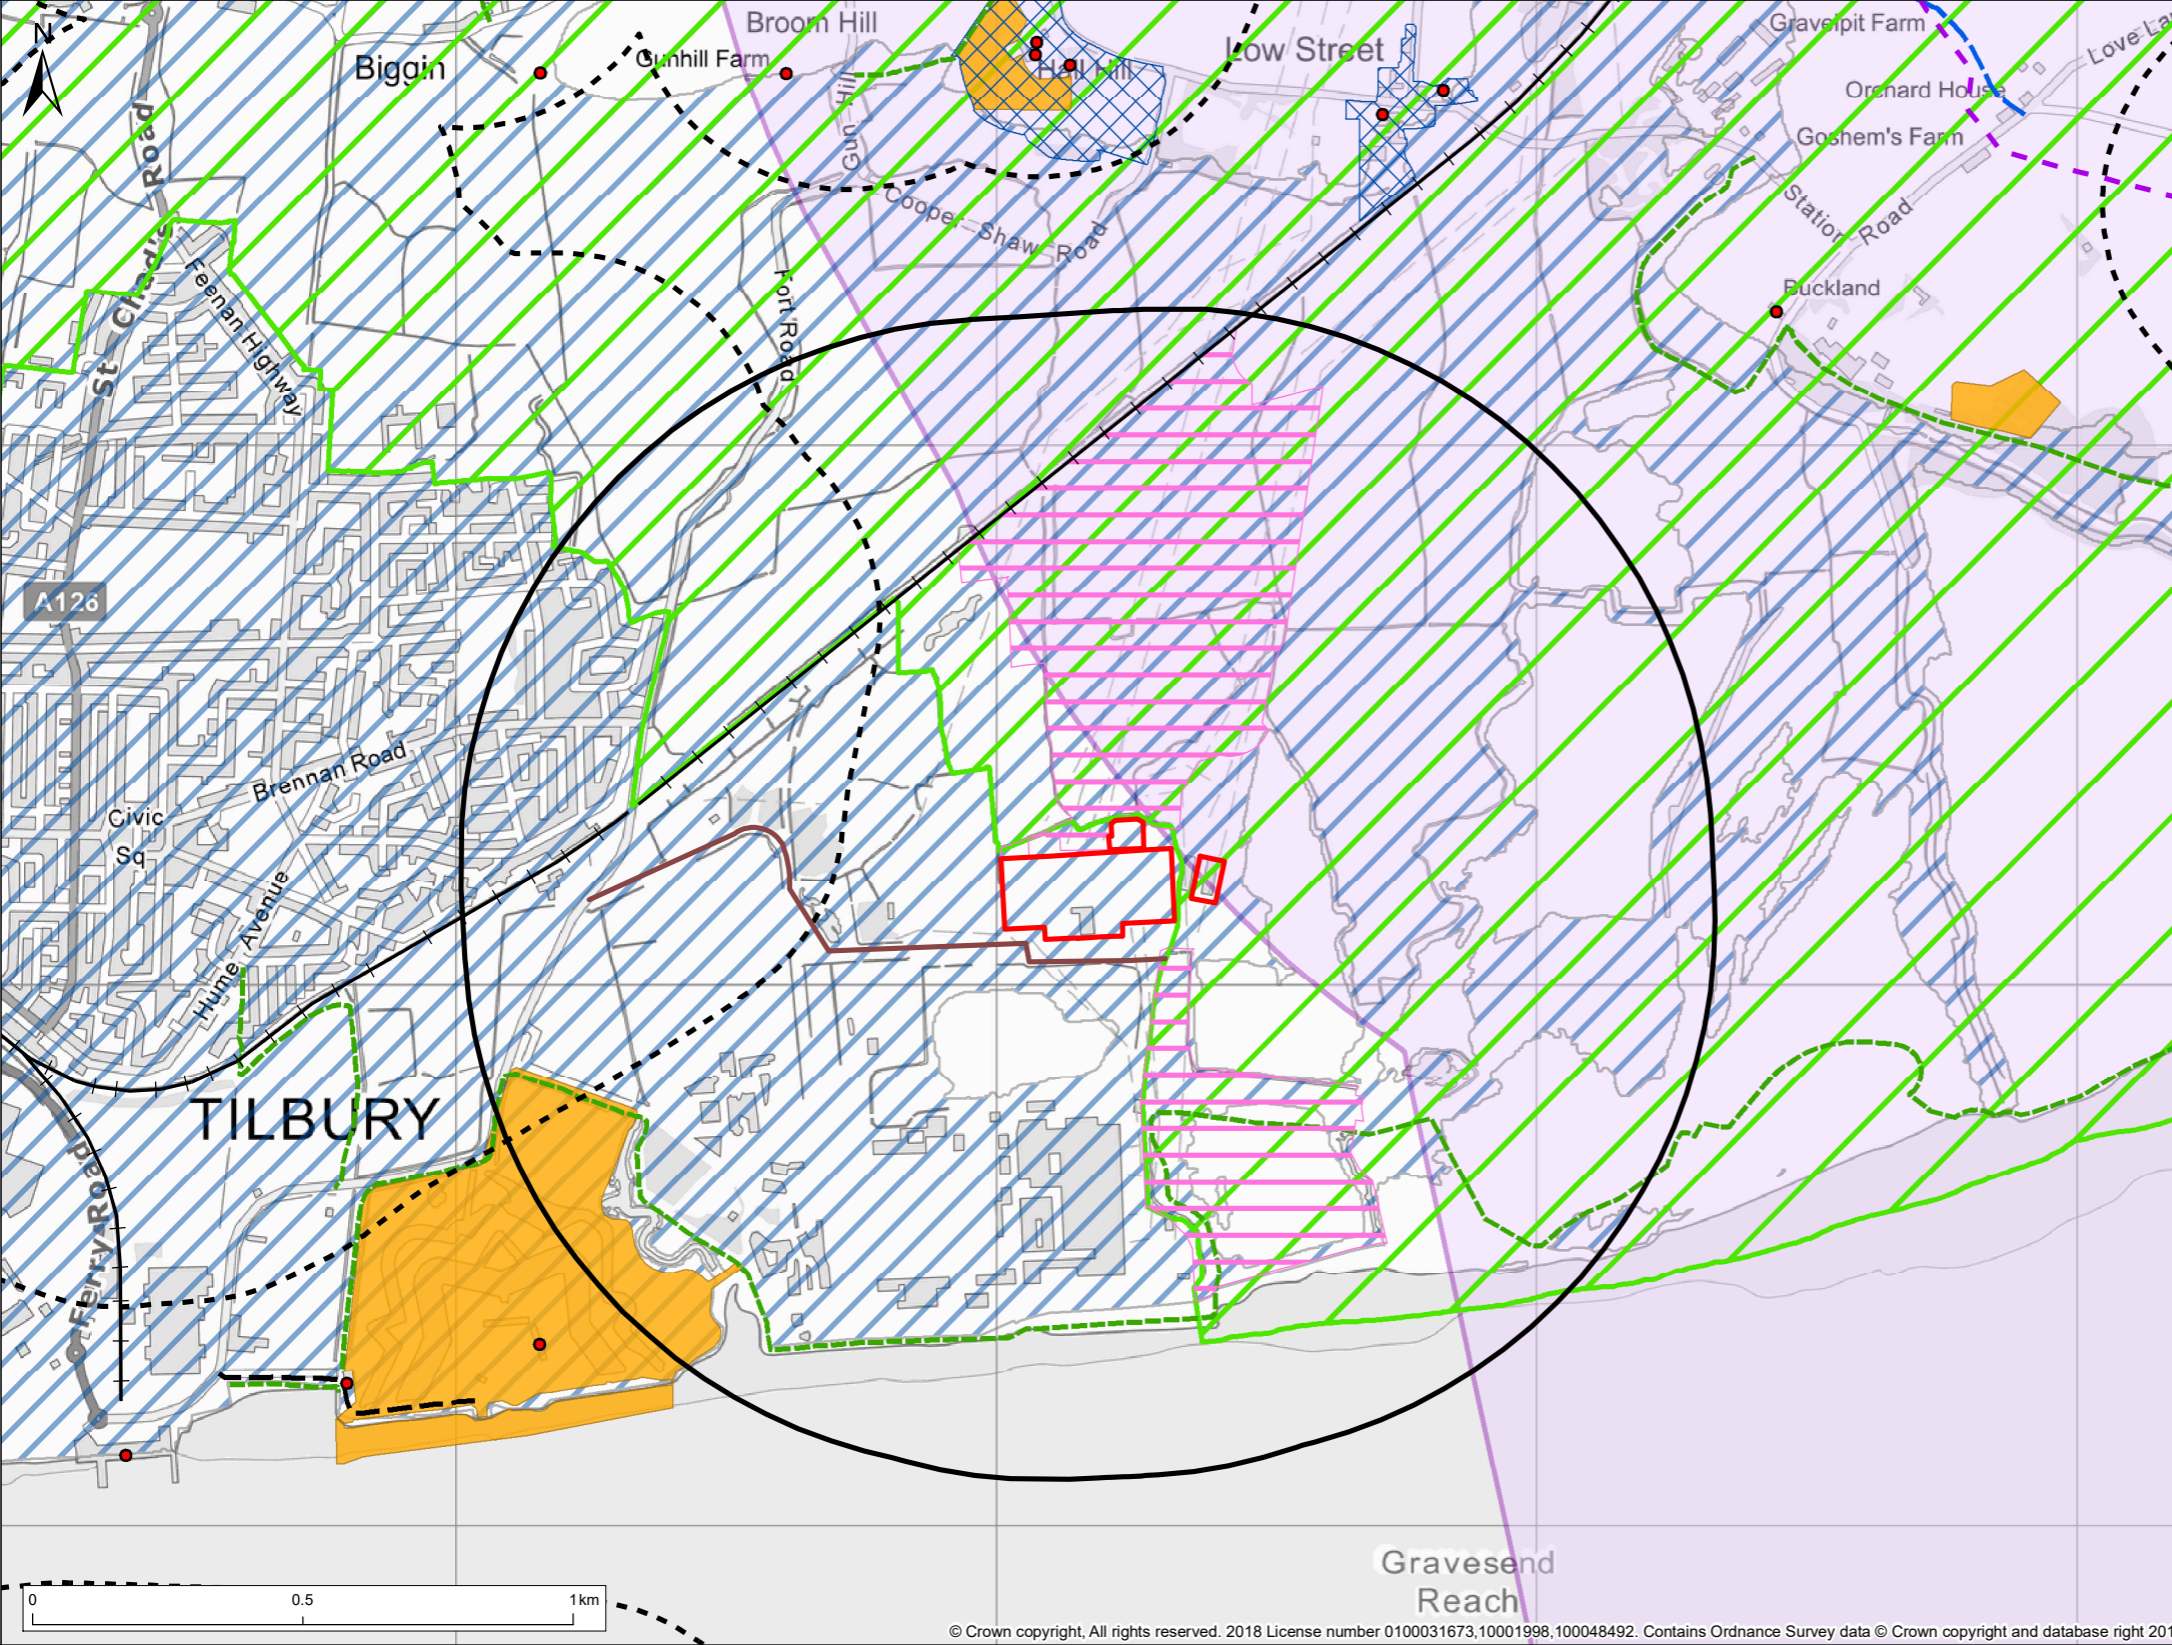 N
Biggin
Gunhill Farm
Broom Hill
Hall Hill
Low Street
Gravelpit Farm
Love La
Orchard House
Goshem's Farm
Station Road
Buckland
Gun Hill
Cooper Shaw Road
Fort Road
St Chad's Road
Feenan Highway
A126
Brennan Road
Civic
Sq
Hume Avenue
TILBURY
Ferry Road
Gravesend
Reach
0 0.5 1km
© Crown copyright, All rights reserved. 2018 License number 0100031673,10001998,100048492. Contains Ordnance Survey data © Crown copyright and database right 201